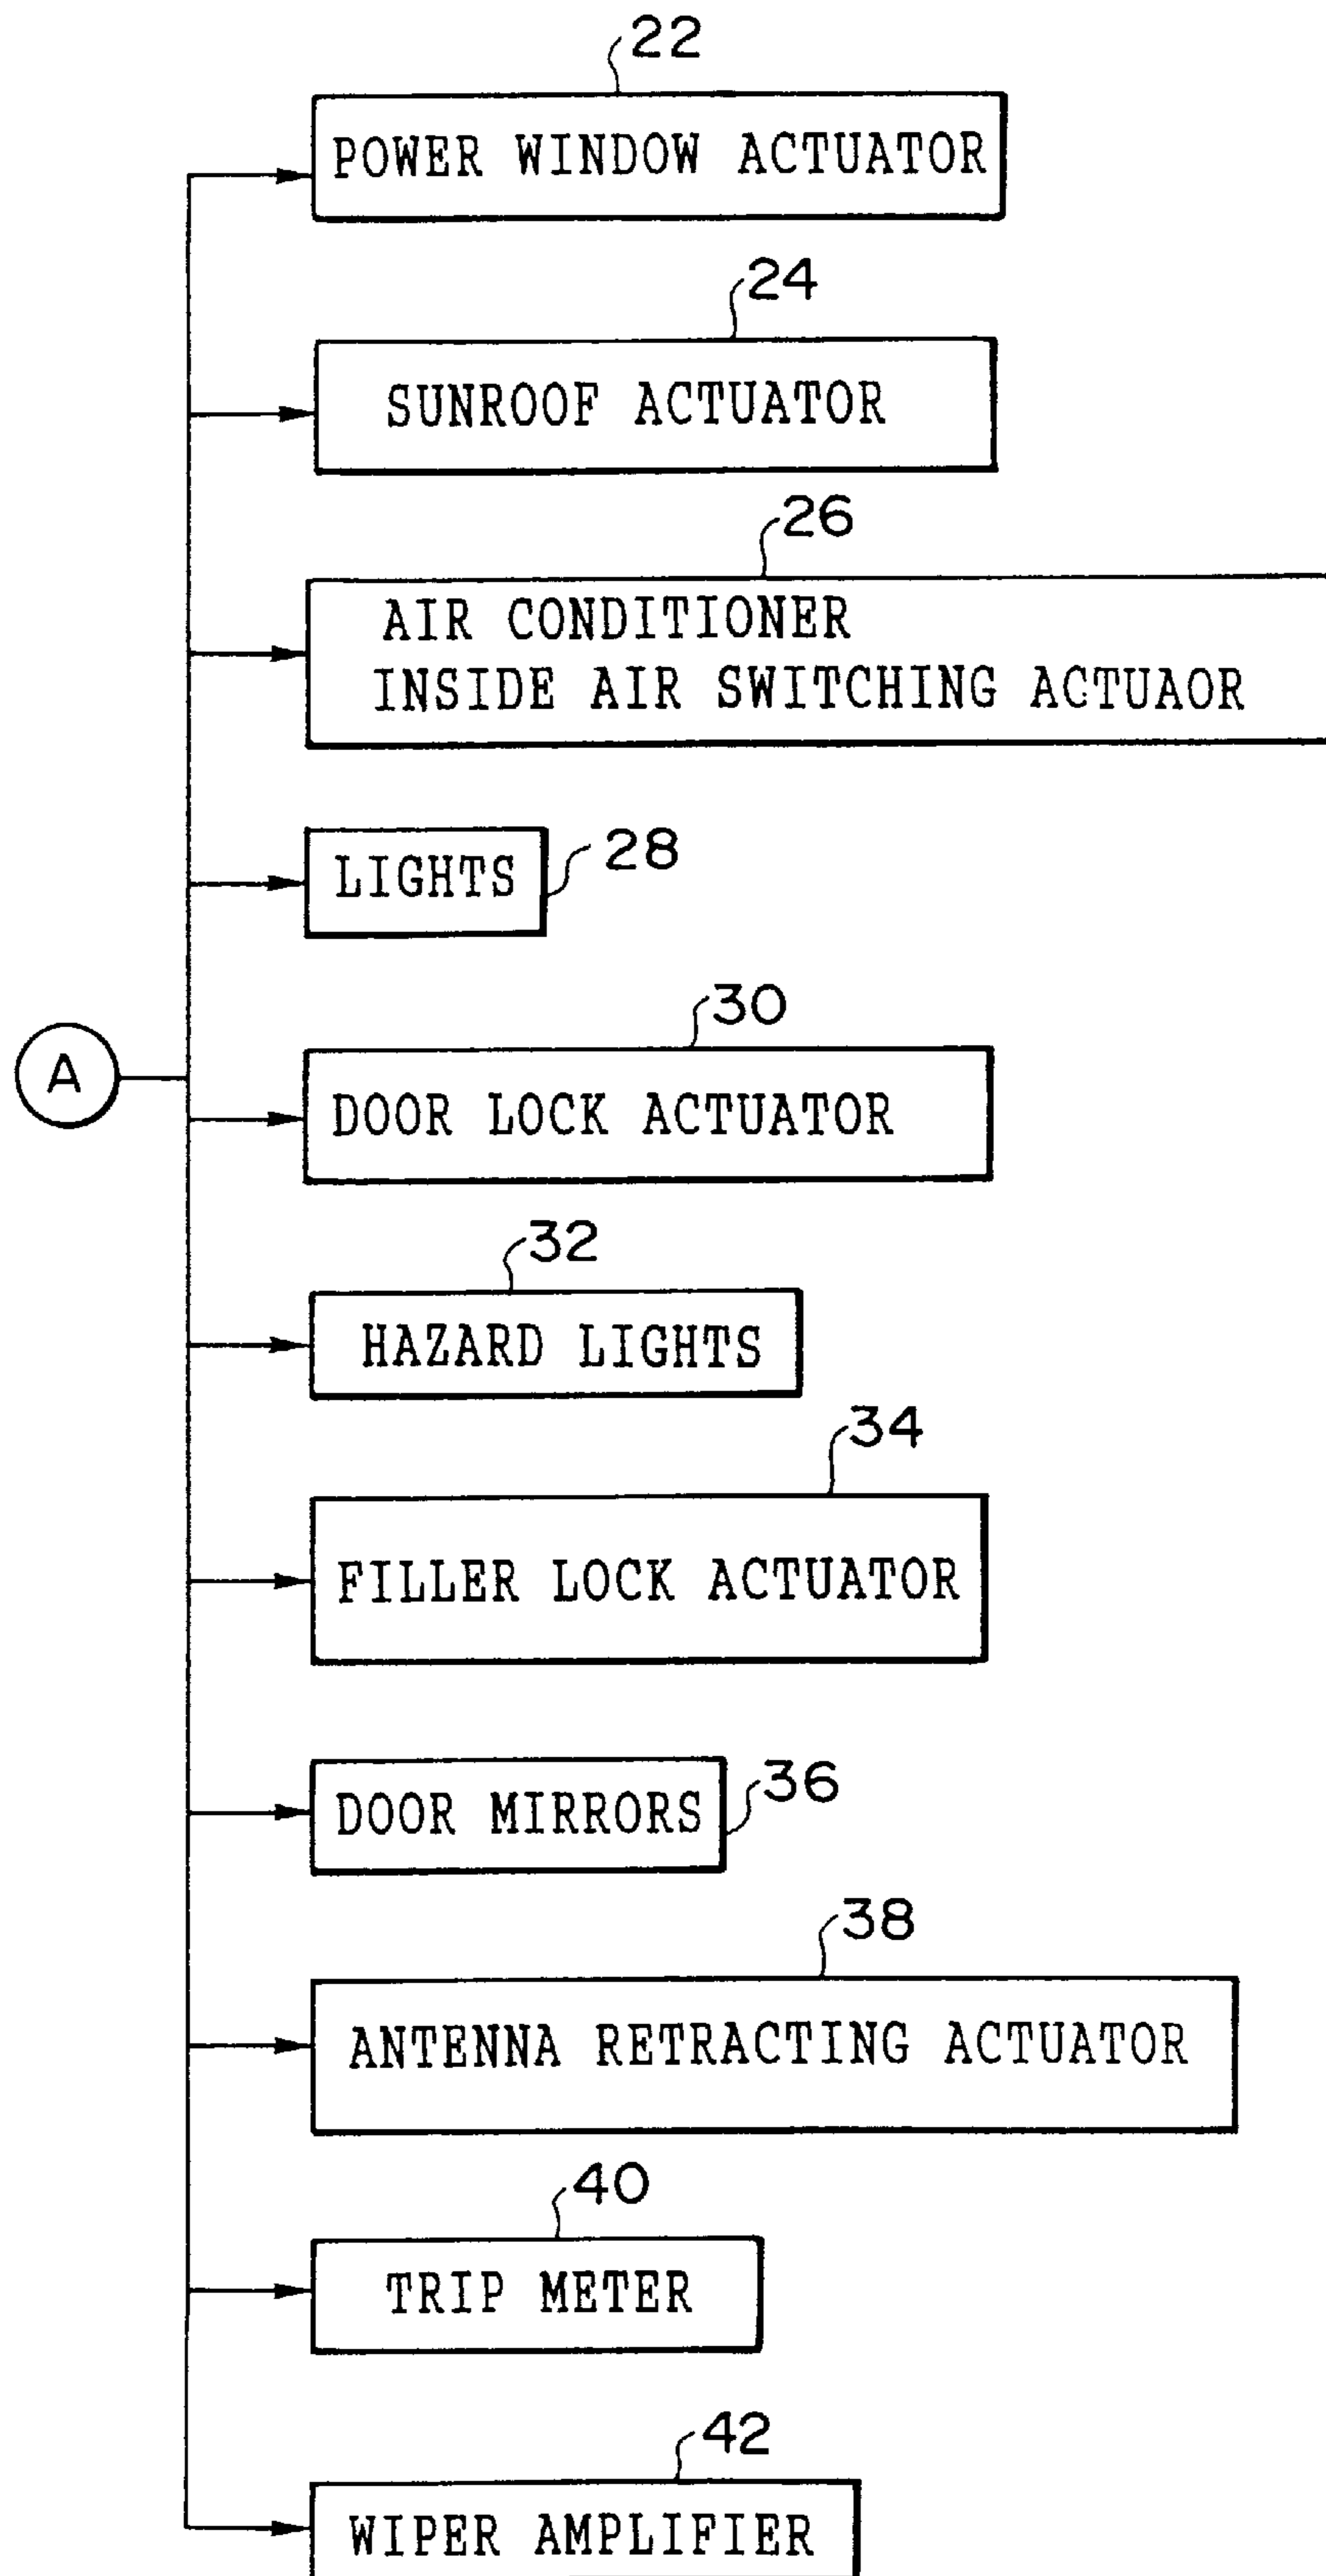 22
POWER WINDOW ACTUATOR
24
SUNROOF ACTUATOR
26
AIR CONDITIONER
INSIDE AIR SWITCHING ACTUAOR
LIGHTS
28
A
30
DOOR LOCK ACTUATOR
32
HAZARD LIGHTS
34
FILLER LOCK ACTUATOR
DOOR MIRRORS
36
38
ANTENNA RETRACTING ACTUATOR
40
TRIP METER
42
WIPER AMPLIFIER